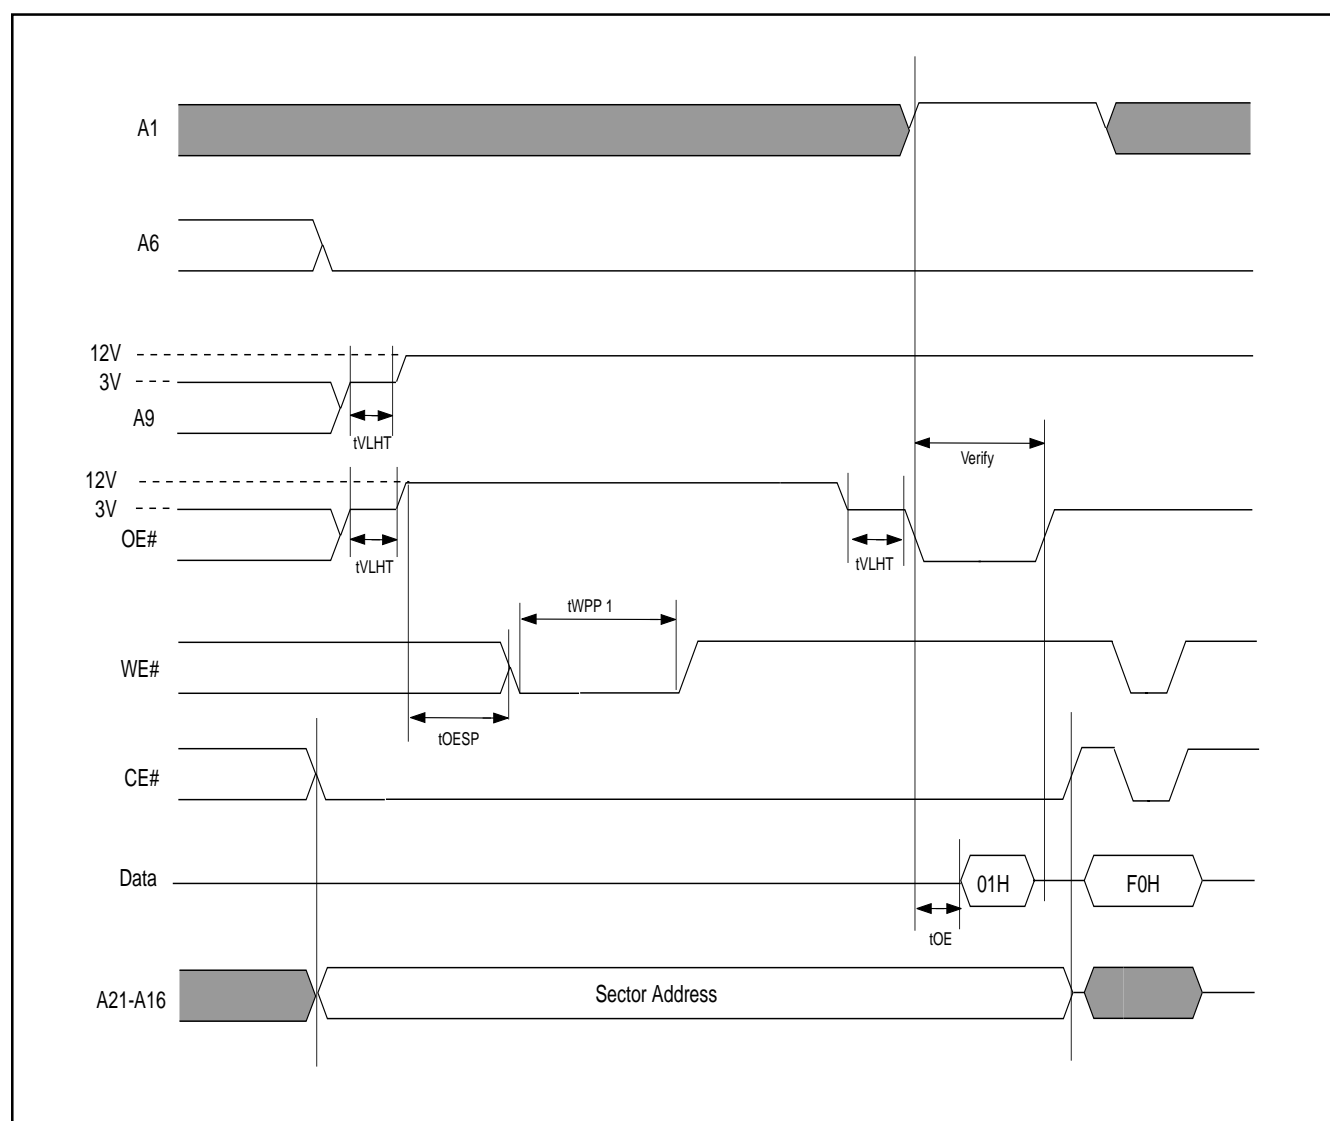 A1
A6
12V
3V
A9
tVLHT
Verify
12V
3V
OE#
tVLHT
tVLHT
tWPP 1
WE#
tOESP
CE#
Data
01H
F0H
tOE
A21-A16
Sector Address